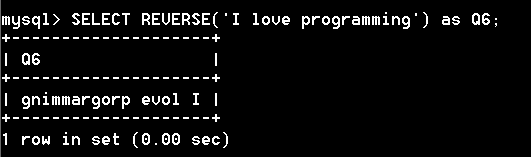 mysql> SELECT REVERSE('I love programming') as Q6;
+--------------------+
| Q6                 |
+--------------------+
| gnimmargorp evol I |
+--------------------+
1 row in set (0.00 sec)